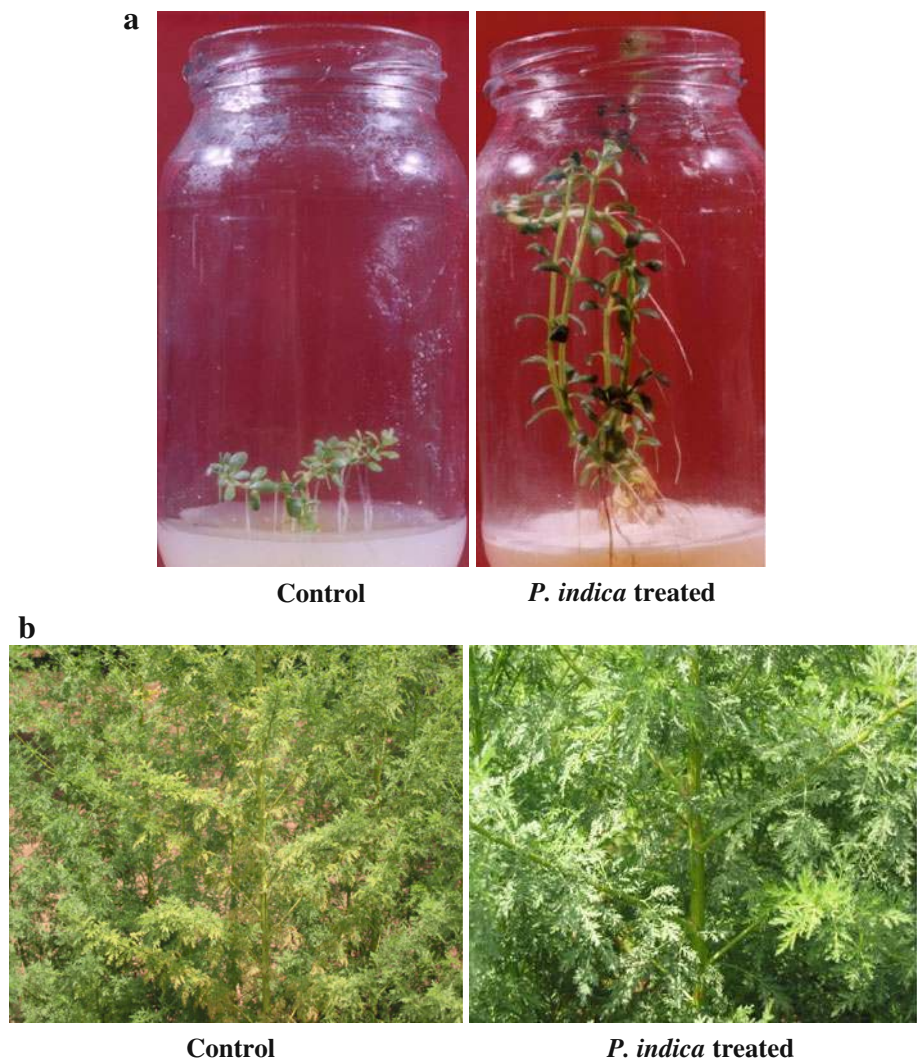 a
Control
P. indica treated
b
Control
P. indica treated